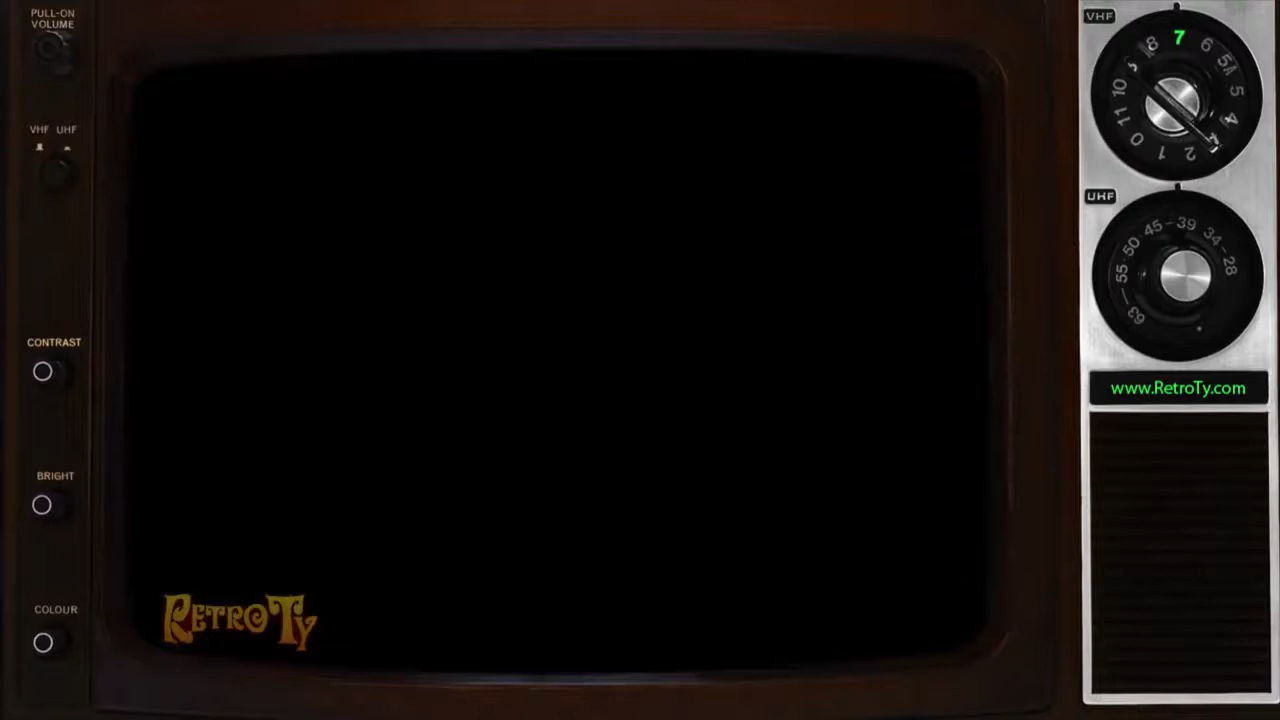 PULL-ON
VOLUME
VHF UHF
CONTRAST
BRIGHT
COLOUR
RetroTy
VHF
7
6
5A
5
4
2
1
0
11
10
8
UHF
63—55·50 45-39 34-28
www.RetroTy.com